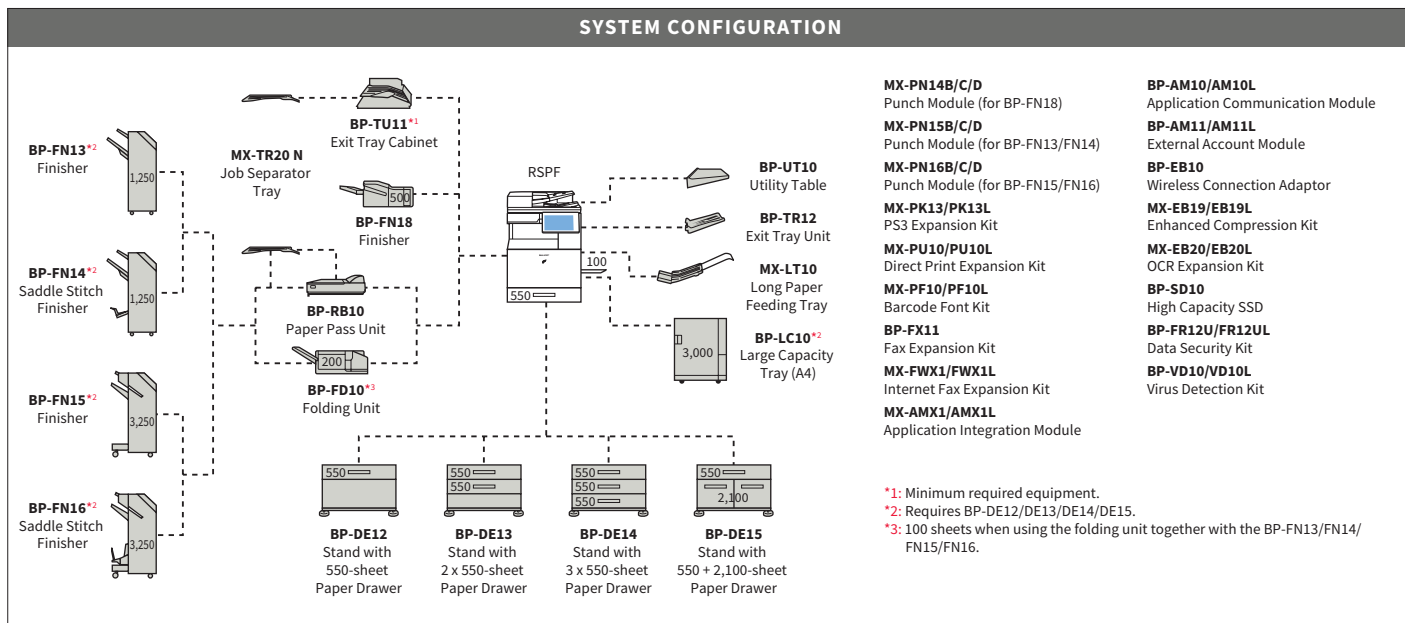 SYSTEM CONFIGURATION
BP-FN13*2
Finisher
1,250
BP-FN14*2
Saddle Stitch
Finisher
1,250
BP-FN15*2
Finisher
3,250
BP-FN16*2
Saddle Stitch
Finisher
3,250
MX-TR20 N
Job Separator
Tray
BP-TU11*1
Exit Tray Cabinet
500
BP-FN18
Finisher
BP-RB10
Paper Pass Unit
200
BP-FD10*3
Folding Unit
RSPF
100
550
BP-UT10
Utility Table
BP-TR12
Exit Tray Unit
MX-LT10
Long Paper
Feeding Tray
3,000
BP-LC10*2
Large Capacity
Tray (A4)
550
BP-DE12
Stand with
550-sheet
Paper Drawer
550
550
BP-DE13
Stand with
2 x 550-sheet
Paper Drawer
550
550
550
BP-DE14
Stand with
3 x 550-sheet
Paper Drawer
550
2,100
BP-DE15
Stand with
550 + 2,100-sheet
Paper Drawer
MX-PN14B/C/D
Punch Module (for BP-FN18)
MX-PN15B/C/D
Punch Module (for BP-FN13/FN14)
MX-PN16B/C/D
Punch Module (for BP-FN15/FN16)
MX-PK13/PK13L
PS3 Expansion Kit
MX-PU10/PU10L
Direct Print Expansion Kit
MX-PF10/PF10L
Barcode Font Kit
BP-FX11
Fax Expansion Kit
MX-FWX1/FWX1L
Internet Fax Expansion Kit
MX-AMX1/AMX1L
Application Integration Module
BP-AM10/AM10L
Application Communication Module
BP-AM11/AM11L
External Account Module
BP-EB10
Wireless Connection Adaptor
MX-EB19/EB19L
Enhanced Compression Kit
MX-EB20/EB20L
OCR Expansion Kit
BP-SD10
High Capacity SSD
BP-FR12U/FR12UL
Data Security Kit
BP-VD10/VD10L
Virus Detection Kit
*1: Minimum required equipment.
*2: Requires BP-DE12/DE13/DE14/DE15.
*3: 100 sheets when using the folding unit together with the BP-FN13/FN14/
FN15/FN16.